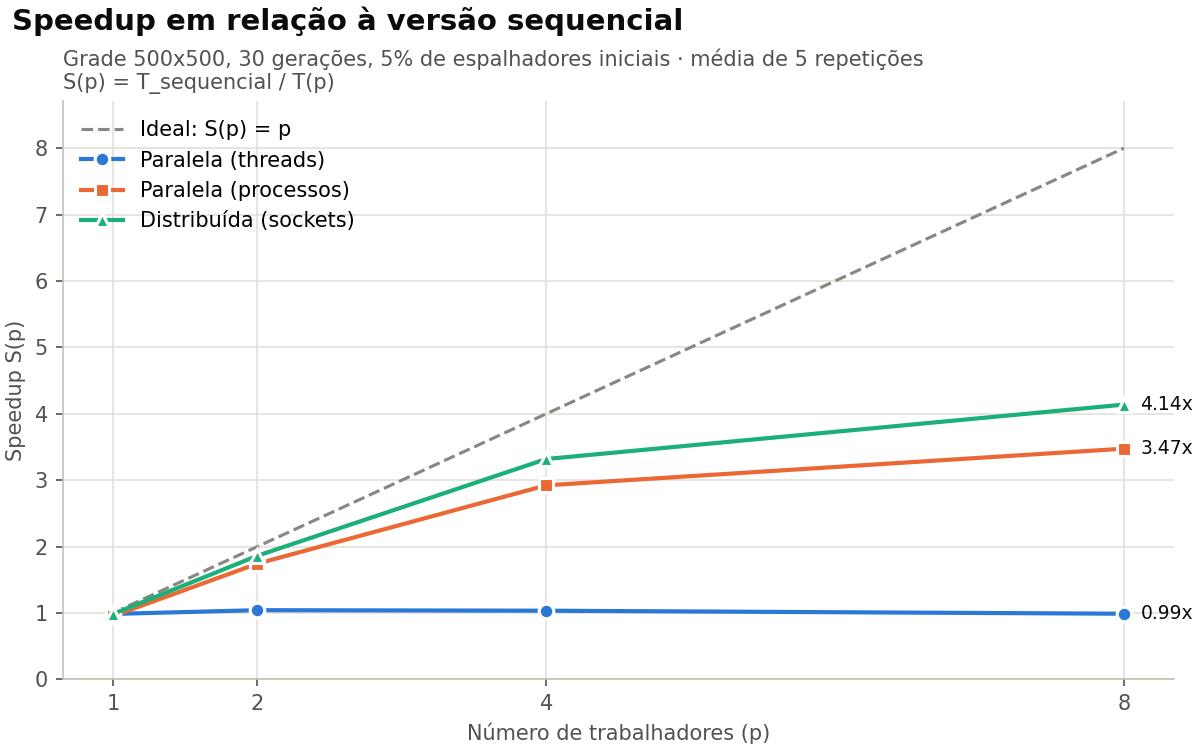 Speedup em relação à versão sequencial
Grade 500x500, 30 gerações, 5% de espalhadores iniciais · média de 5 repetições
S(p) = T_sequencial / T(p)
Ideal: S(p) = p
Paralela (threads)
Paralela (processos)
Distribuída (sockets)
Speedup S(p)
8
7
6
5
4
3
2
1
0
4.14x
3.47x
0.99x
1
2
4
8
Número de trabalhadores (p)